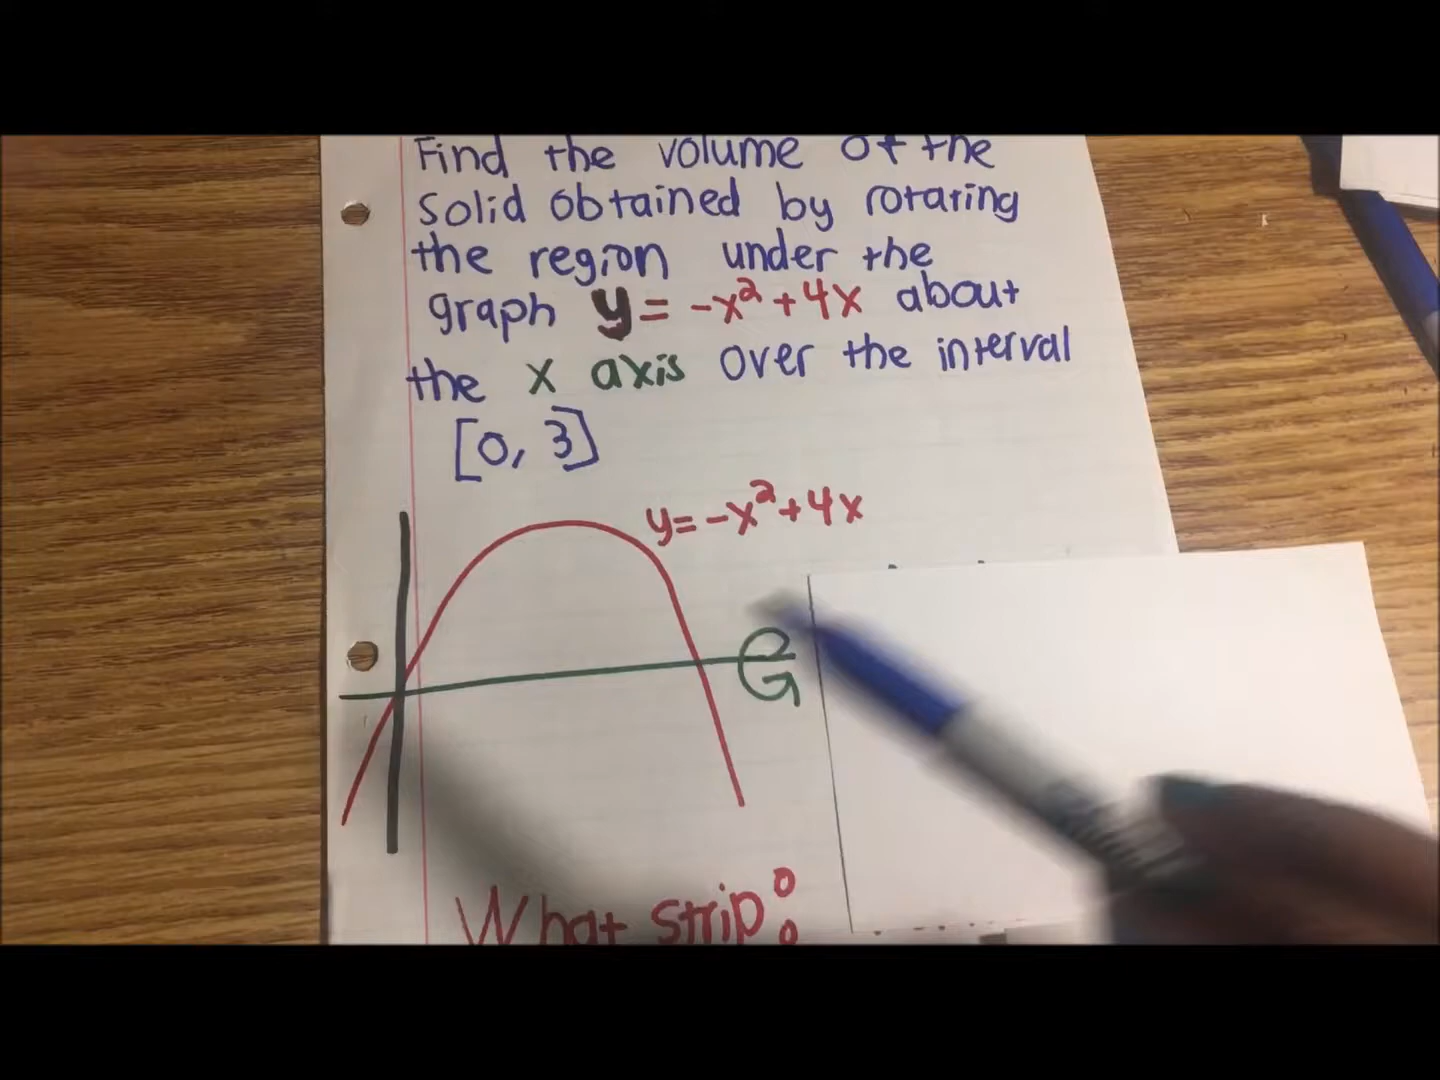 Find the volume of the
solid obtained by rotating
the region under the
graph y = -x² + 4x about
the x axis over the interval
[0, 3]
y = -x² + 4x
What strip: